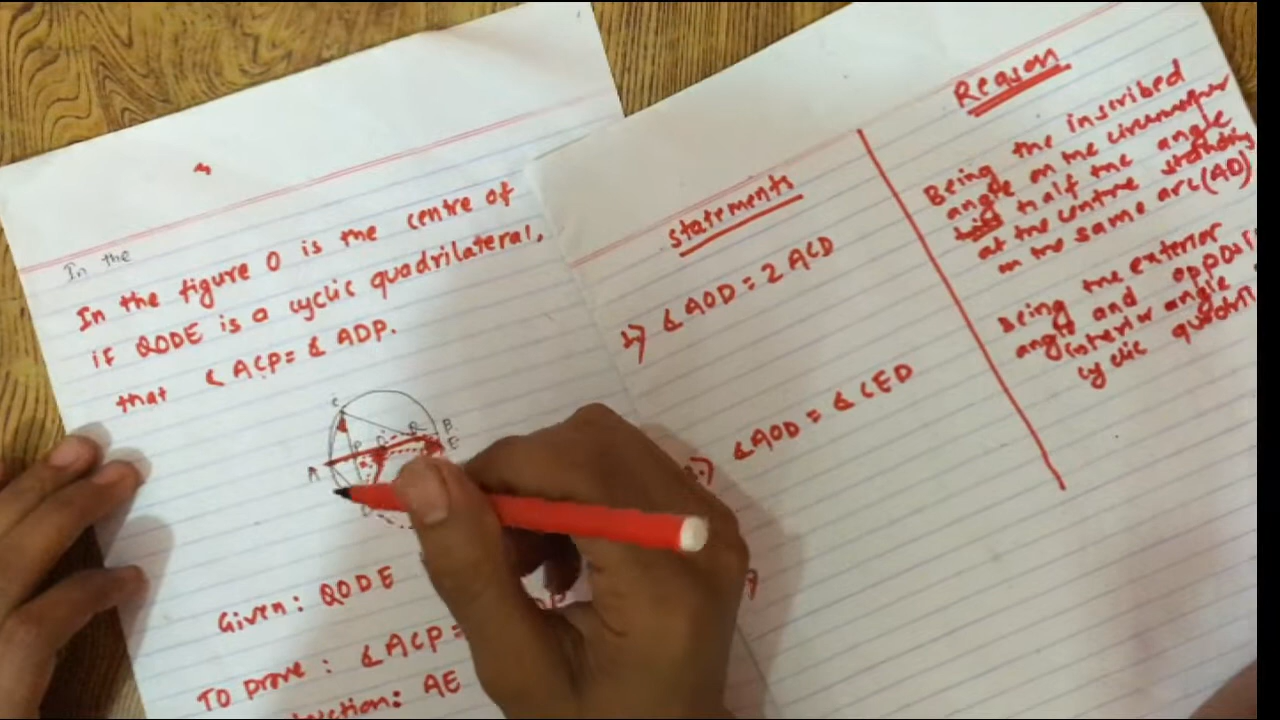 In the
In the figure O is the centre of
if QODE is a cyclic quadrilateral,
that ∠ACP = ∠ADP.
C
B
E
A
Given: QODE
To prove: ∠ACP =
AE
Statements
1.) ∠AOD = 2 ACD
∠AOD = ∠CED
Reason
Being the inscribed
angle on the
half the angle
at the centre standing
on the same arc(AD)
Being the exterior
angle and
interior angle
cyclic